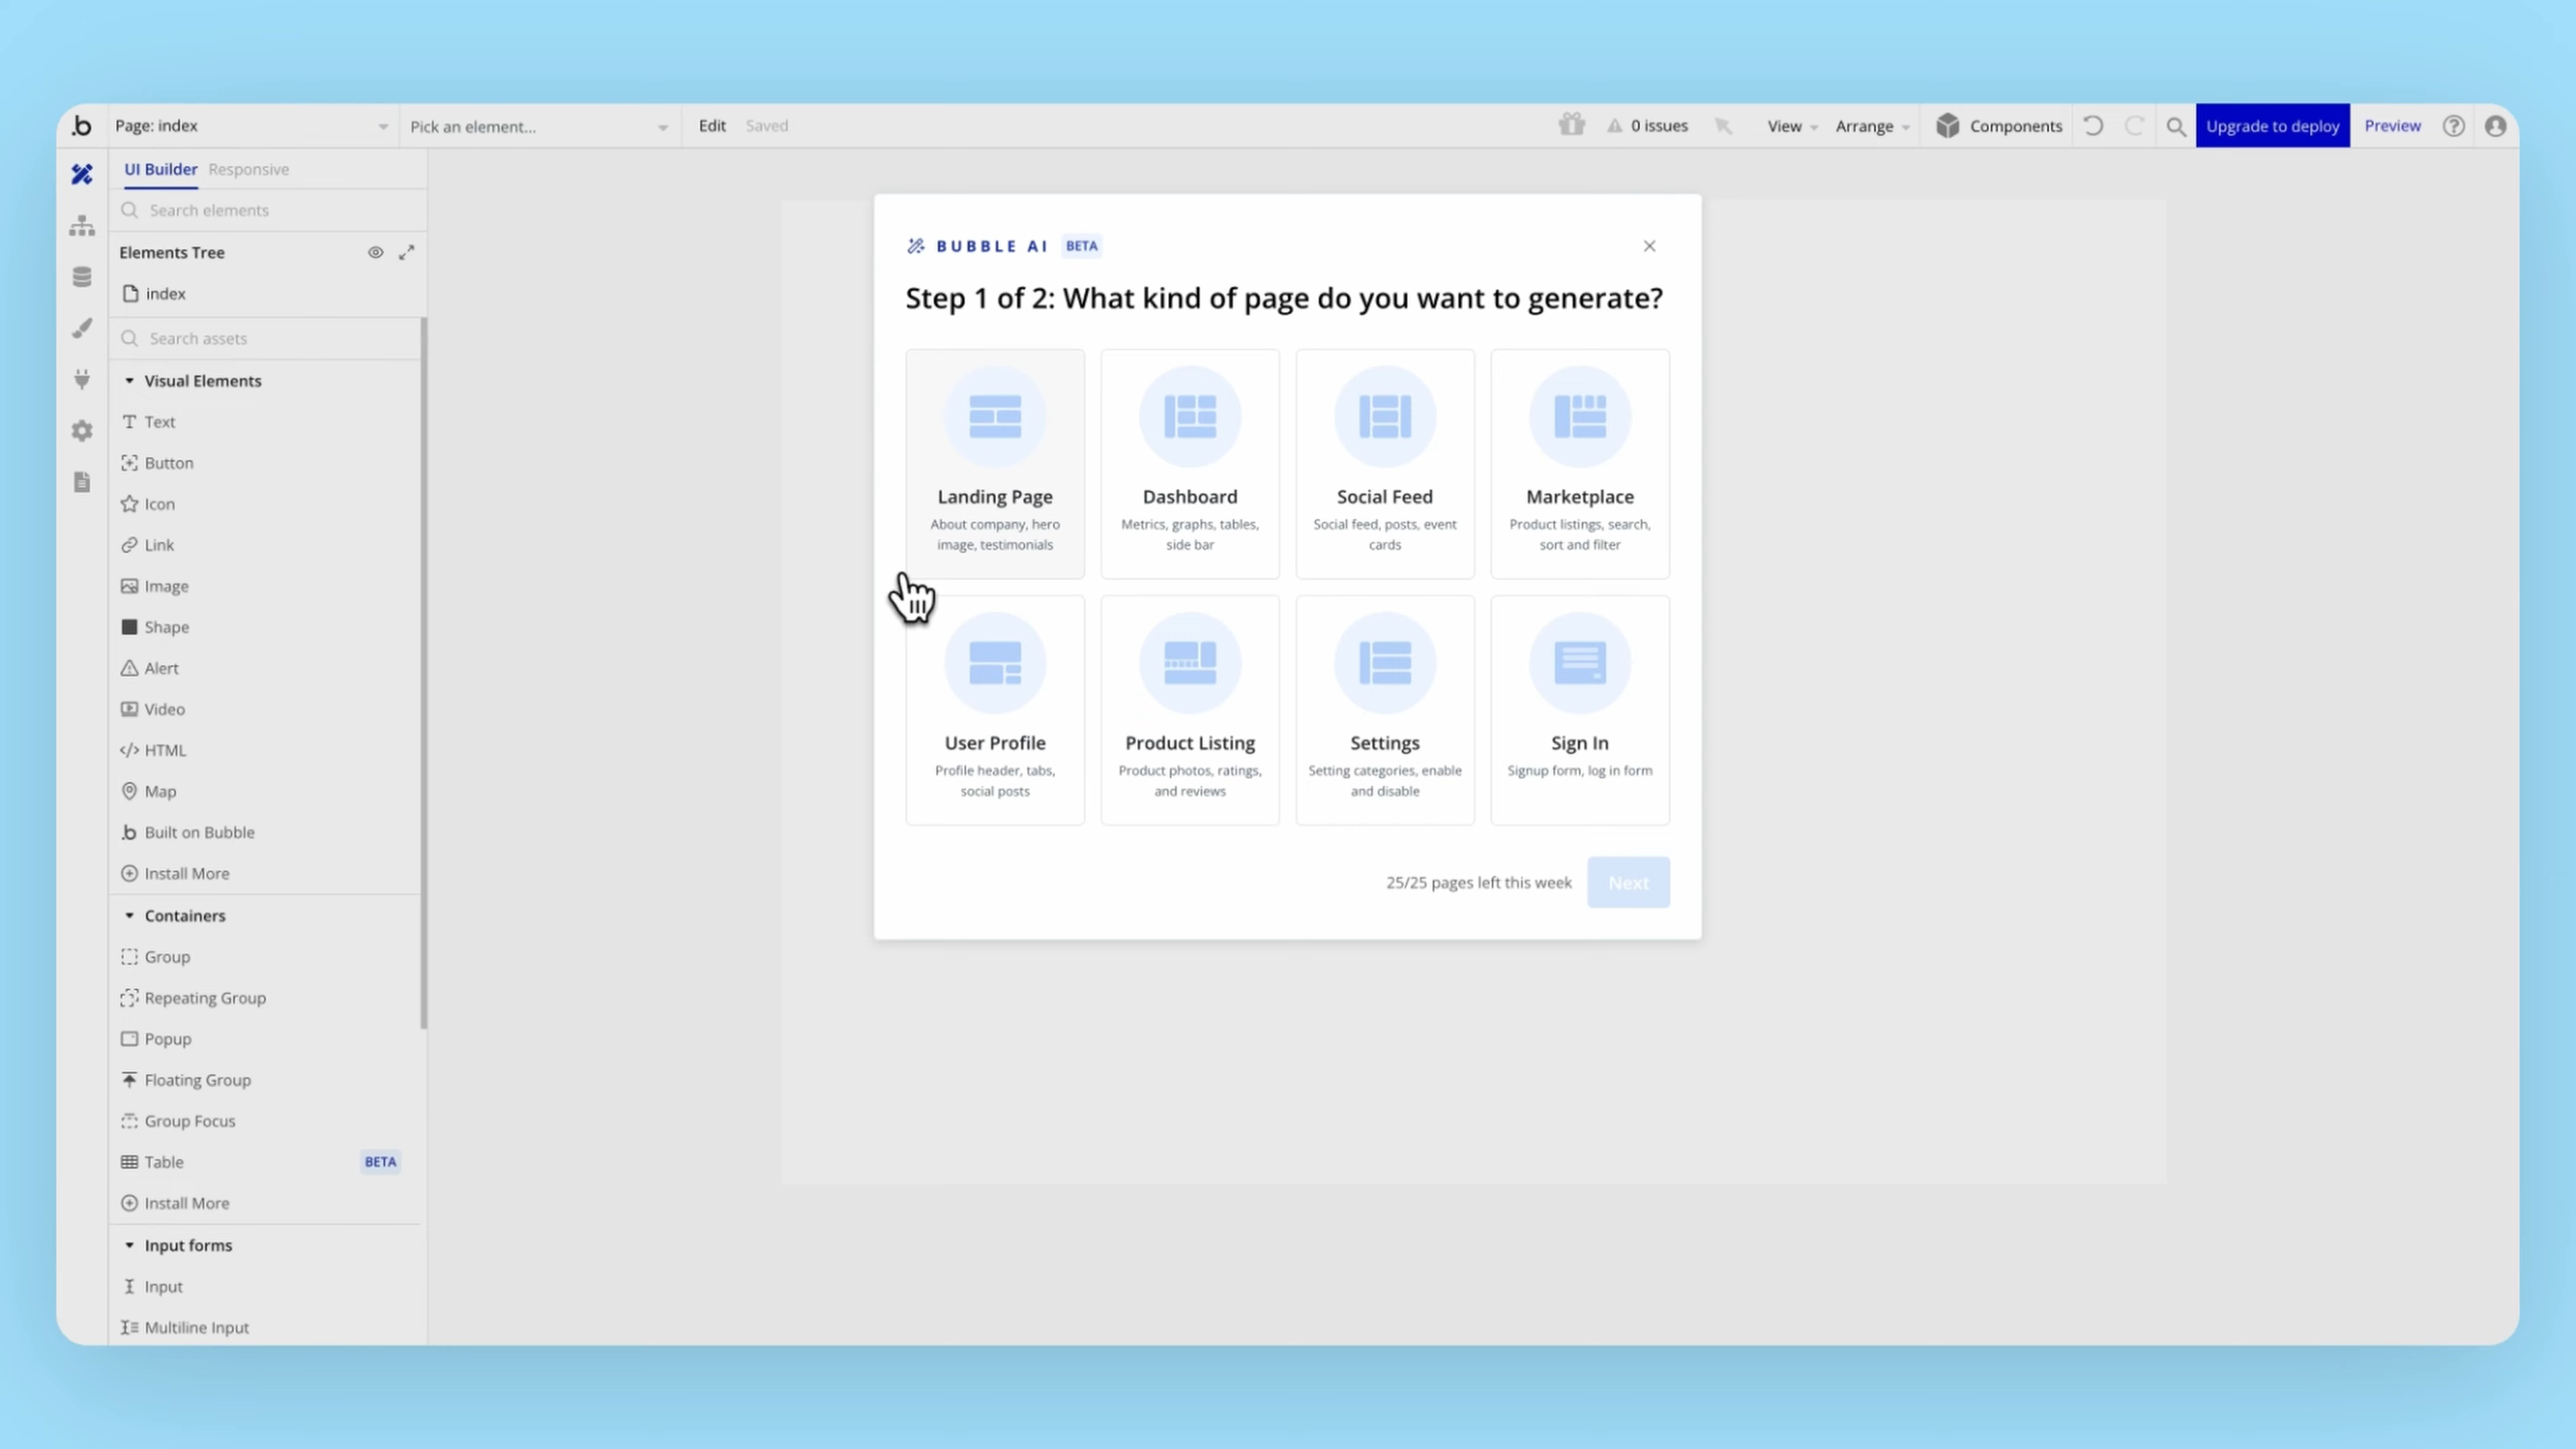 .b
Page: index
Pick an element...
Edit
Saved
0 issues
View
Arrange
Components
Upgrade to deploy
Preview
?
UI Builder
Responsive
Search elements
Elements Tree
index
Search assets
Visual Elements
Text
Button
Icon
Link
Image
Shape
Alert
Video
HTML
Map
Built on Bubble
Install More
Containers
Group
Repeating Group
Popup
Floating Group
Group Focus
Table
BETA
Install More
Input forms
Input
Multiline Input
BUBBLE AI
BETA
Step 1 of 2: What kind of page do you want to generate?
Landing Page
About company, hero
image, testimonials
Dashboard
Metrics, graphs, tables,
side bar
Social Feed
Social feed, posts, event
cards
Marketplace
Product listings, search,
sort and filter
User Profile
Profile header, tabs,
social posts
Product Listing
Product photos, ratings,
and reviews
Settings
Setting categories, enable
and disable
Sign In
Signup form, log in form
25/25 pages left this week
Next